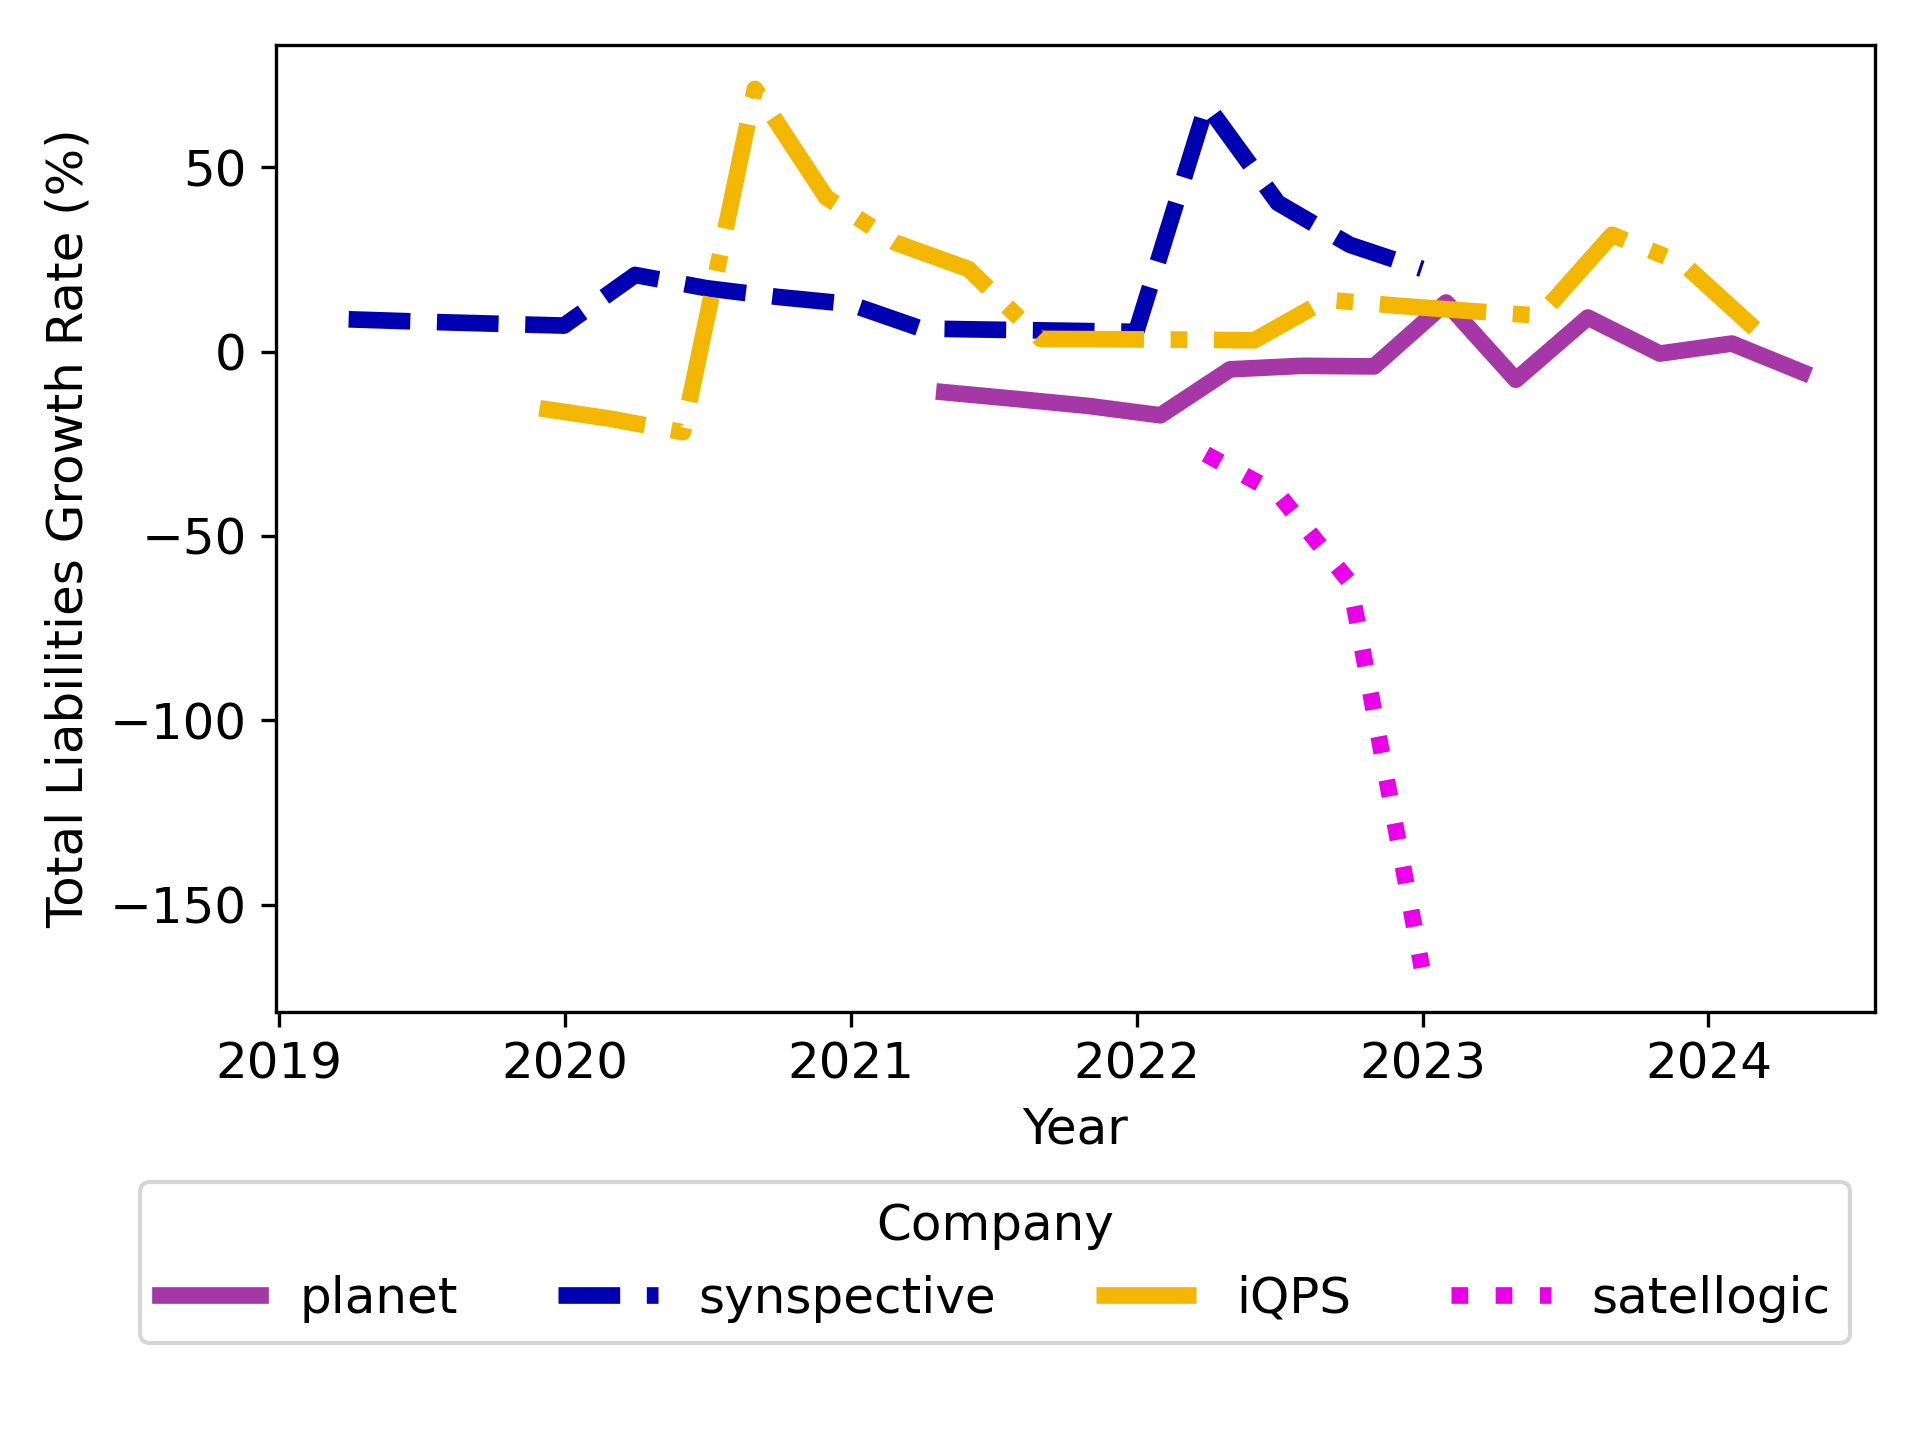 Total Liabilities Growth Rate (%)
50
0
−50
−100
−150
2019 2020 2021 2022 2023 2024
Year
Company
planet synspective iQPS satellogic